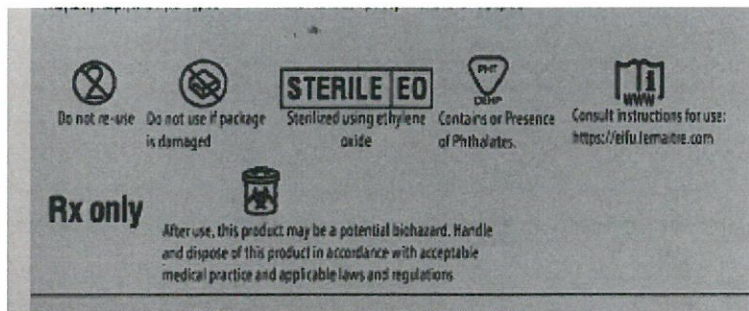 STERILE EO
PHT
DEHP
WWW
Do not re-use
Do not use if package
is damaged
Sterilized using ethylene
oxide
Contains or Presence
of Phthalates.
Consult instructions for use:
https://eifu.lemaitre.com
Rx only
After use, this product may be a potential biohazard. Handle
and dispose of this product in accordance with acceptable
medical practice and applicable laws and regulations